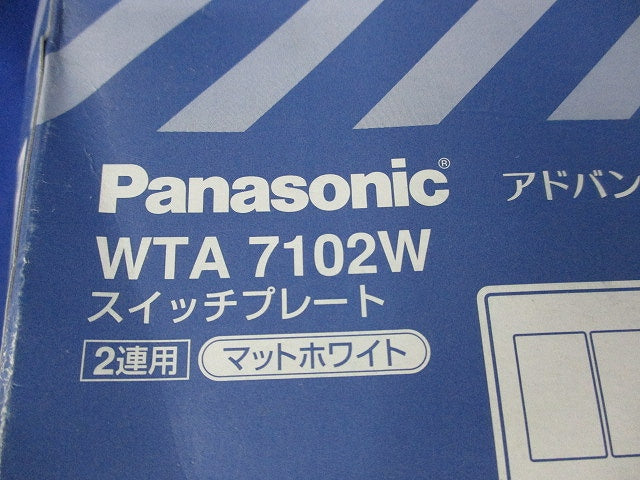 Panasonic®
アドバン
WTA 7102W
スイッチプレート
2連用 マットホワイト